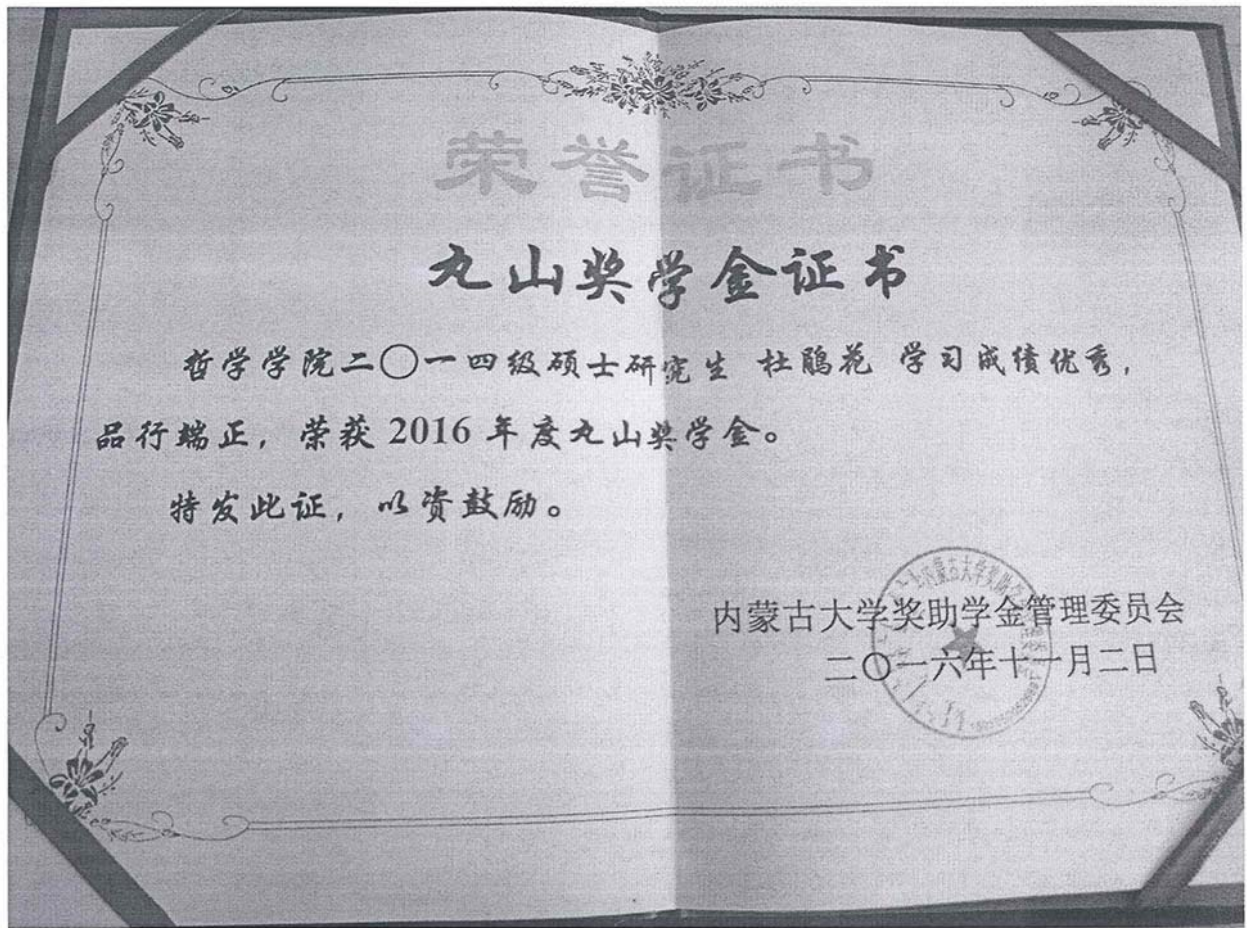 荣誉证书
丸山奖学金证书
哲学学院二〇一四级硕士研究生 杜鹃花 学习成绩优秀，
品行端正，荣获 2016 年度丸山奖学金。
特发此证，以资鼓励。
内蒙古大学奖助学金管理委员会
二〇一六年十一月二日